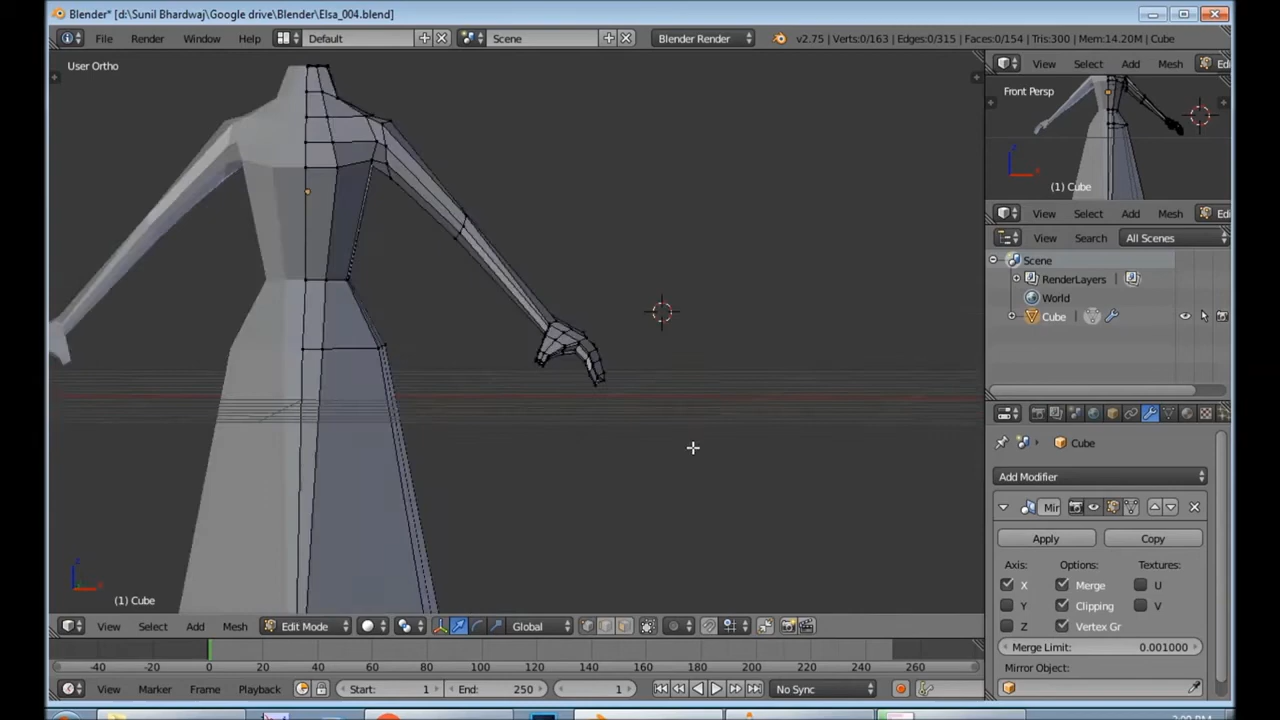 Blender* [d:\Sunil Bhardwaj\Google drive\Blender\Elsa_004.blend]
File Render Window Help Default Scene Blender Render v2.75 | Verts:0/163 | Edges:0/315 | Faces:0/154 | Tris:300 | Mem:14.20M | Cube
User Ortho
View Select Add Mesh Ed
Front Persp
(1) Cube
View Select Add Mesh Ed
View Search All Scenes
Scene
RenderLayers
World
Cube
Cube
Add Modifier
Mir
Apply Copy
Axis: Options: Textures:
X Merge U
Y Clipping V
Z Vertex Gr
Merge Limit: 0.001000
Mirror Object:
(1) Cube
View Select Add Mesh Edit Mode Global
-40 -20 0 20 40 60 80 100 120 140 160 180 200 220 240 260
View Marker Frame Playback Start: 1 End: 250 1 No Sync